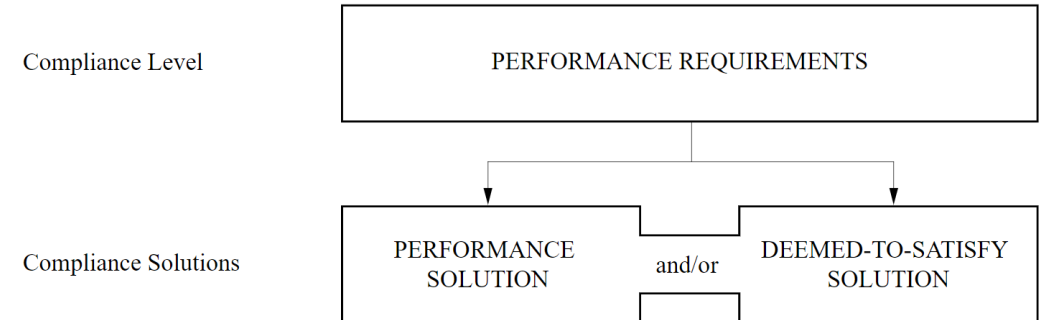 Compliance Level
PERFORMANCE REQUIREMENTS
Compliance Solutions
PERFORMANCE
SOLUTION
and/or
DEEMED-TO-SATISFY
SOLUTION